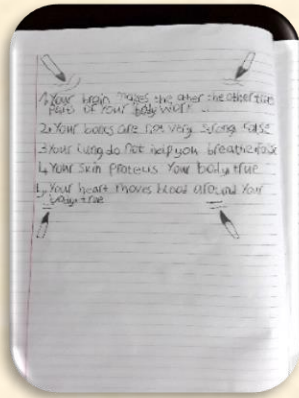 1. Your brain makes the other the other true
parts of your body work.
2. Your bones are not very strong false
3. Your lung do not help you breathe false
4. Your skin protects Your body true
5. Your heart moves blood around Your
body true